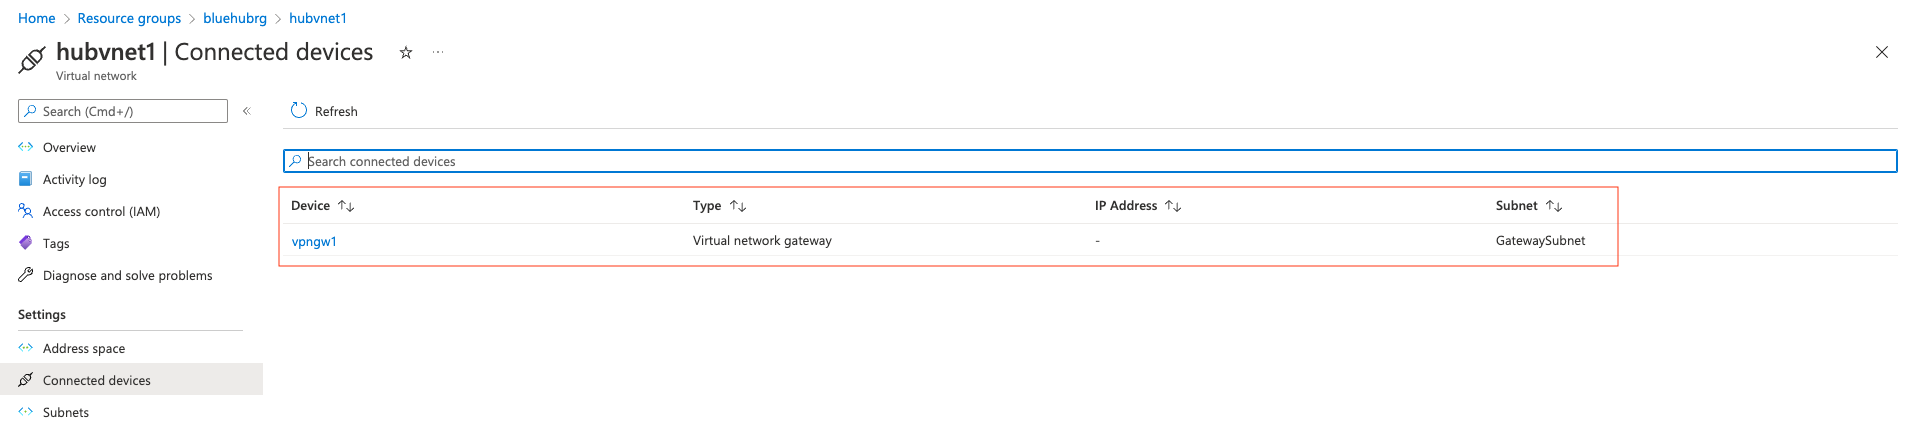 Home > Resource groups > bluehubrg > hubvnet1
hubvnet1 | Connected devices
Virtual network
Search (Cmd+/)
Refresh
Overview
Search connected devices
Activity log
Device Type IP Address Subnet
Access control (IAM)
vpngw1 Virtual network gateway - GatewaySubnet
Tags
Diagnose and solve problems
Settings
Address space
Connected devices
Subnets